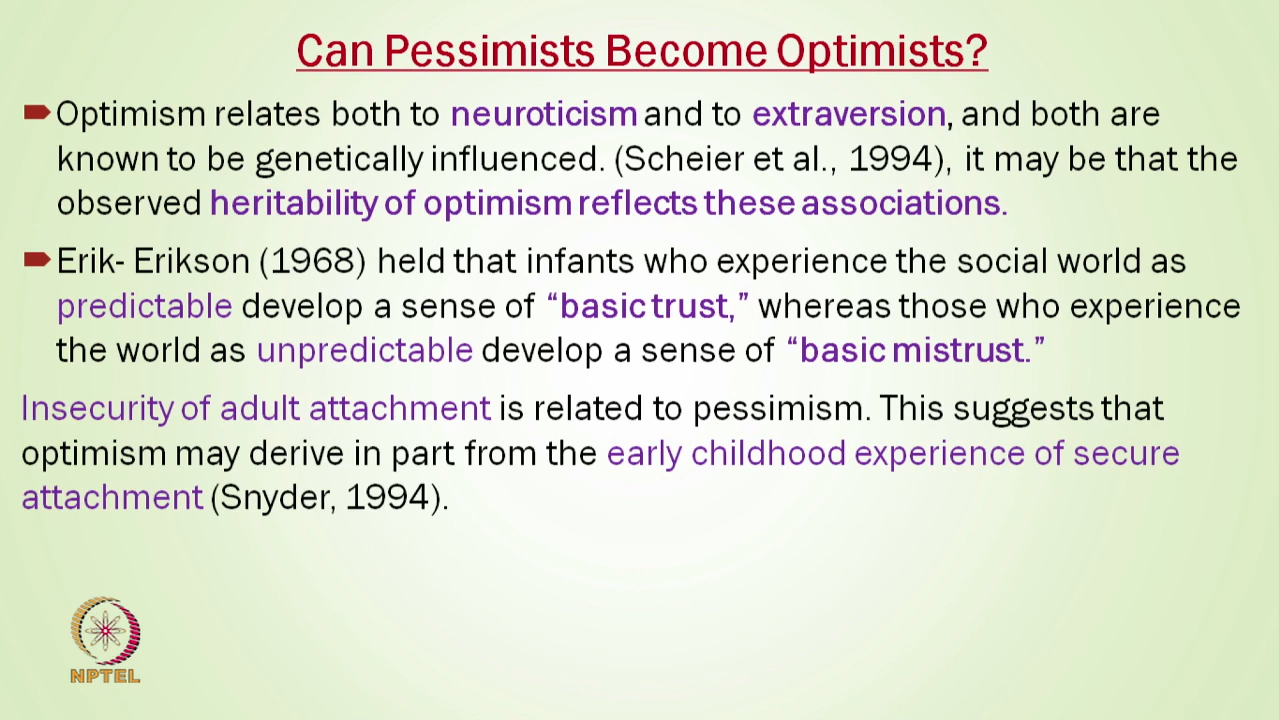 Can Pessimists Become Optimists?
Optimism relates both to neuroticism and to extraversion, and both are
known to be genetically influenced. (Scheier et al., 1994), it may be that the
observed heritability of optimism reflects these associations.
Erik- Erikson (1968) held that infants who experience the social world as
predictable develop a sense of “basic trust,” whereas those who experience
the world as unpredictable develop a sense of “basic mistrust.”
Insecurity of adult attachment is related to pessimism. This suggests that
optimism may derive in part from the early childhood experience of secure
attachment (Snyder, 1994).
NPTEL